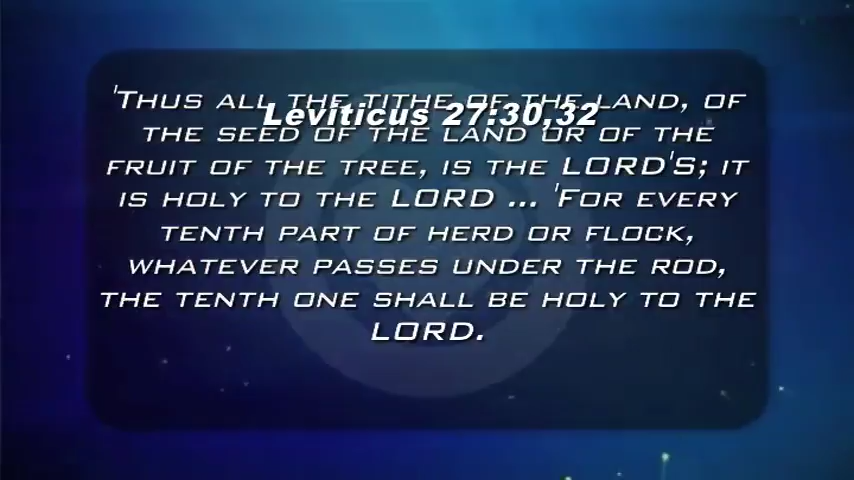 'Thus all the tithe of the land, of
Leviticus 27:30,32
the seed of the land or of the
fruit of the tree, is the LORD'S; it
is holy to the LORD ... 'For every
tenth part of herd or flock,
whatever passes under the rod,
the tenth one shall be holy to the
LORD.